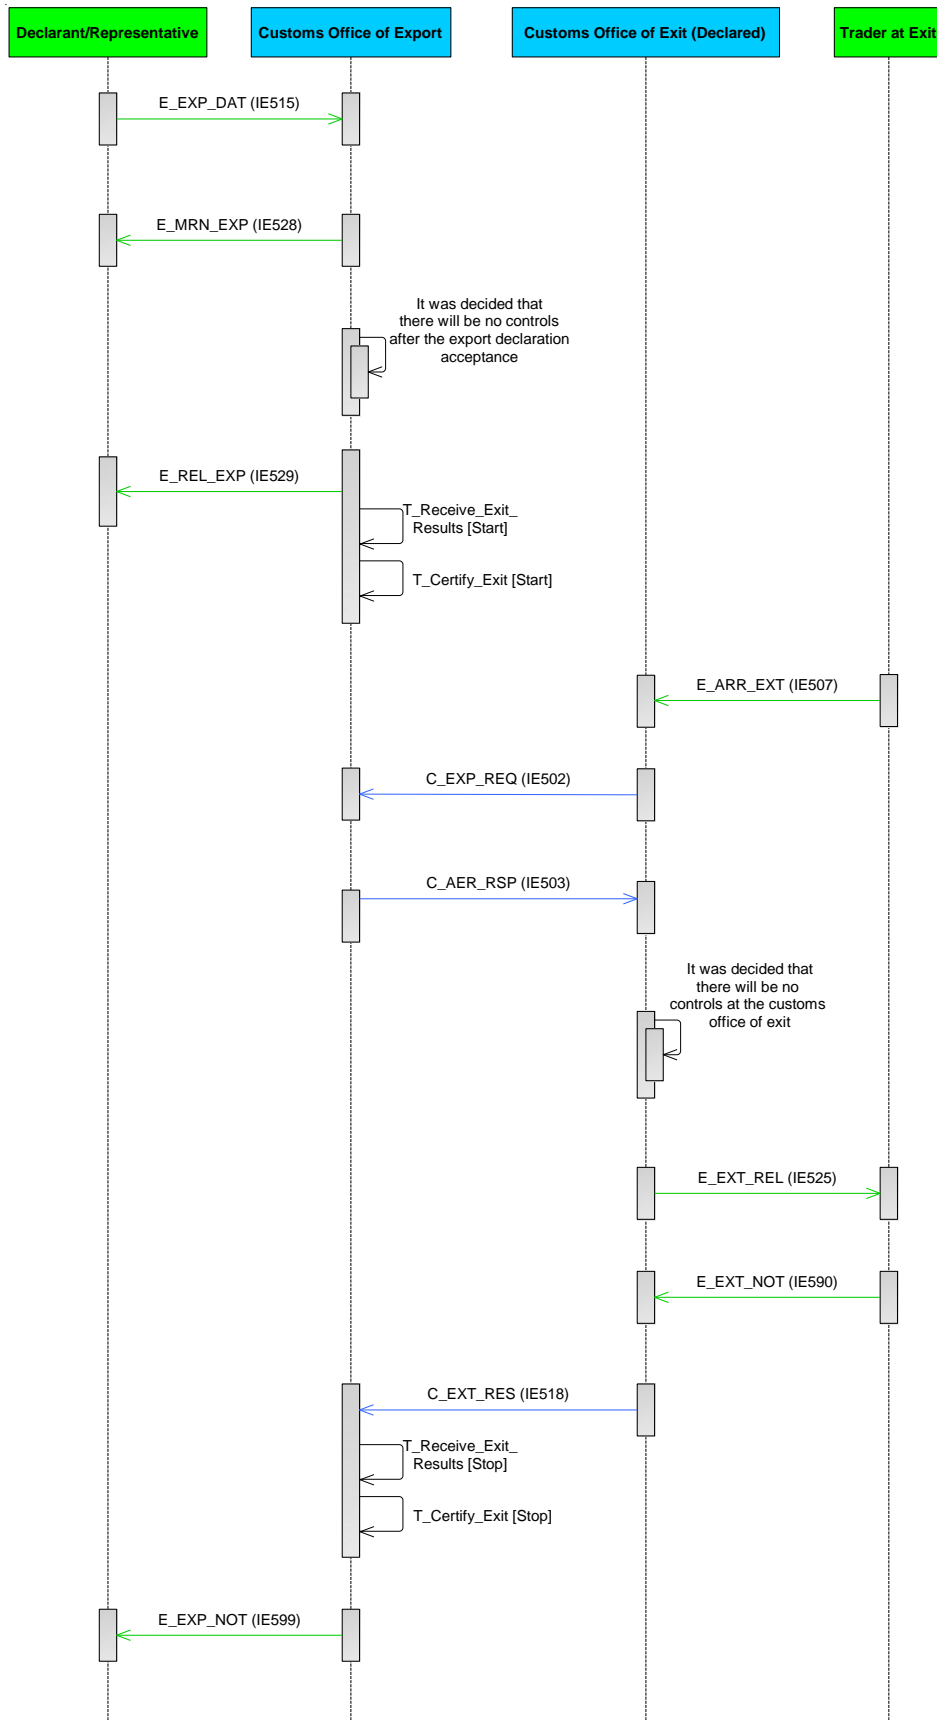 Declarant/Representative
Customs Office of Export
Customs Office of Exit (Declared)
Trader at Exit
E_EXP_DAT (IE515)
E_MRN_EXP (IE528)
It was decided that
there will be no controls
after the export declaration
acceptance
E_REL_EXP (IE529)
T_Receive_Exit_
Results [Start]
T_Certify_Exit [Start]
E_ARR_EXT (IE507)
C_EXP_REQ (IE502)
C_AER_RSP (IE503)
It was decided that
there will be no
controls at the customs
office of exit
E_EXT_REL (IE525)
E_EXT_NOT (IE590)
C_EXT_RES (IE518)
T_Receive_Exit_
Results [Stop]
T_Certify_Exit [Stop]
E_EXP_NOT (IE599)